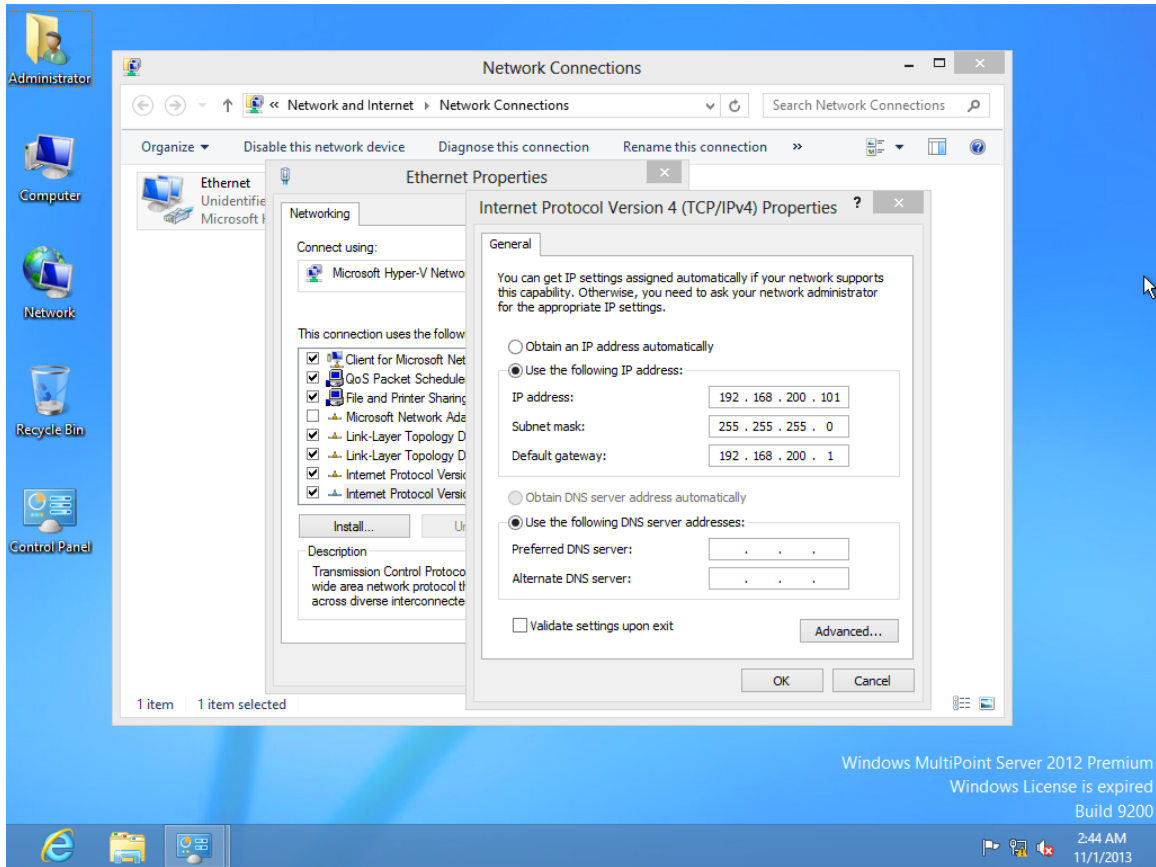 Administrator
Computer
Network
Recycle Bin
Control Panel
Network Connections
« Network and Internet Network Connections
Search Network Connections
Organize Disable this network device Diagnose this connection Rename this connection »
Ethernet
Unidentifie
Microsoft H
Ethernet Properties
Networking
Connect using:
Microsoft Hyper-V Netwo
This connection uses the follow
Client for Microsoft Net
QoS Packet Schedule
File and Printer Sharing
Microsoft Network Ada
Link-Layer Topology D
Link-Layer Topology D
Internet Protocol Versio
Internet Protocol Versio
Install... Un
Description
Transmission Control Protoco
wide area network protocol th
across diverse interconnecte
Internet Protocol Version 4 (TCP/IPv4) Properties ?
General
You can get IP settings assigned automatically if your network supports
this capability. Otherwise, you need to ask your network administrator
for the appropriate IP settings.
Obtain an IP address automatically
Use the following IP address:
IP address: 192 . 168 . 200 . 101
Subnet mask: 255 . 255 . 255 . 0
Default gateway: 192 . 168 . 200 . 1
Obtain DNS server address automatically
Use the following DNS server addresses:
Preferred DNS server: . . .
Alternate DNS server: . . .
Validate settings upon exit
Advanced...
OK Cancel
1 item 1 item selected
Windows MultiPoint Server 2012 Premium
Windows License is expired
Build 9200
2:44 AM
11/1/2013